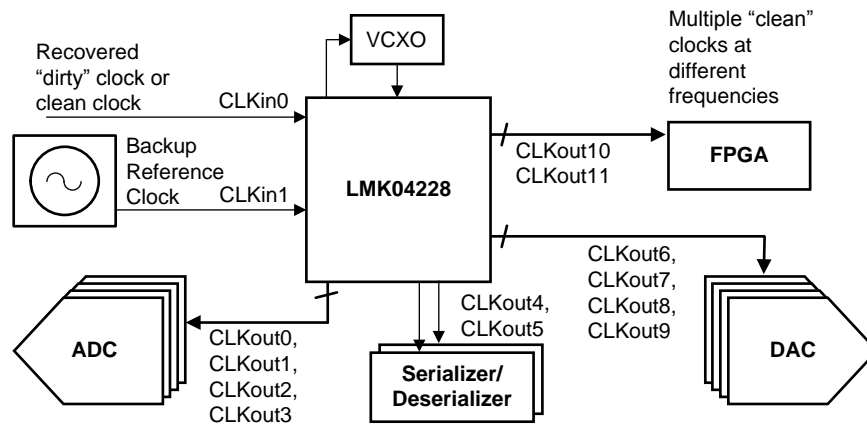 VCXO
Recovered
“dirty” clock or
clean clock
CLKin0
Multiple “clean”
clocks at
different
frequencies
Backup
Reference
Clock
CLKin1
LMK04228
CLKout10
CLKout11
FPGA
CLKout6,
CLKout7,
CLKout8,
CLKout9
CLKout4,
CLKout5
ADC
CLKout0,
CLKout1,
CLKout2,
CLKout3
Serializer/
Deserializer
DAC